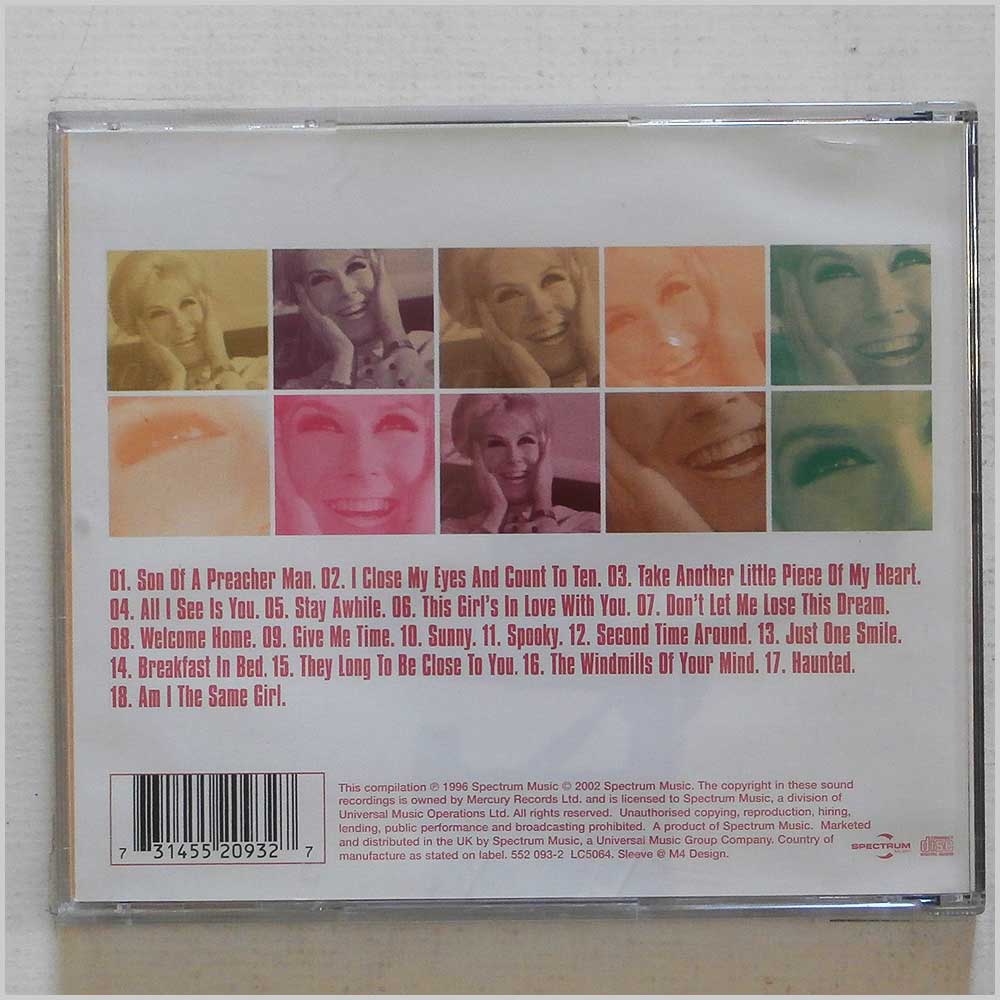 01. Son Of A Preacher Man. 02. I Close My Eyes And Count To Ten. 03. Take Another Little Piece Of My Heart.
04. All I See Is You. 05. Stay Awhile. 06. This Girl's In Love With You. 07. Don't Let Me Lose This Dream.
08. Welcome Home. 09. Give Me Time. 10. Sunny. 11. Spooky. 12. Second Time Around. 13. Just One Smile.
14. Breakfast In Bed. 15. They Long To Be Close To You. 16. The Windmills Of Your Mind. 17. Haunted.
18. Am I The Same Girl.
This compilation ℗ 1996 Spectrum Music © 2002 Spectrum Music. The copyright in these sound
recordings is owned by Mercury Records Ltd. and is licensed to Spectrum Music, a division of
Universal Music Operations Ltd. All rights reserved. Unauthorised copying, reproduction, hiring,
lending, public performance and broadcasting prohibited. A product of Spectrum Music. Marketed
and distributed in the UK by Spectrum Music, a Universal Music Group Company. Country of
manufacture as stated on label. 552 093-2 LC5064. Sleeve @ M4 Design.
7 31455 20932 7
SPECTRUM
disc